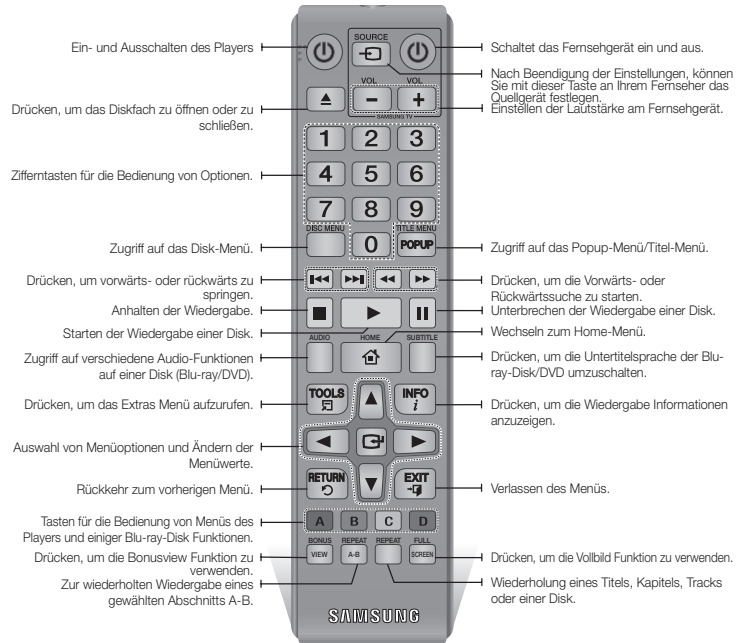 Ein- und Ausschalten des Players
Drücken, um das Diskfach zu öffnen oder zu
schließen.
Zifferntasten für die Bedienung von Optionen.
Zugriff auf das Disk-Menü.
Drücken, um vorwärts- oder rückwärts zu
springen.
Anhalten der Wiedergabe.
Starten der Wiedergabe einer Disk.
Zugriff auf verschiedene Audio-Funktionen
auf einer Disk (Blu-ray/DVD).
Drücken, um das Extras Menü aufzurufen.
Auswahl von Menüoptionen und Ändern der
Menüwerte.
Rückkehr zum vorherigen Menü.
Tasten für die Bedienung von Menüs des
Players und einiger Blu-ray-Disk Funktionen.
Drücken, um die Bonusview Funktion zu
verwenden.
Zur wiederholten Wiedergabe eines
gewählten Abschnitts A-B.
SOURCE
VOL VOL
SAMSUNG TV
1 2 3
4 5 6
7 8 9
DISC MENU TITLE MENU
0 POPUP
AUDIO HOME SUBTITLE
TOOLS INFO
i
RETURN EXIT
A B C D
BONUS REPEAT REPEAT FULL
VIEW A-B SCREEN
SAMSUNG
Schaltet das Fernsehgerät ein und aus.
Nach Beendigung der Einstellungen, können
Sie mit dieser Taste an Ihrem Fernseher das
Quellgerät festlegen.
Einstellen der Lautstärke am Fernsehgerät.
Zugriff auf das Popup-Menü/Titel-Menü.
Drücken, um die Vorwärts- oder
Rückwärtssuche zu starten.
Unterbrechen der Wiedergabe einer Disk.
Wechseln zum Home-Menü.
Drücken, um die Untertitelsprache der Blu-
ray-Disk/DVD umzuschalten.
Drücken, um die Wiedergabe Informationen
anzuzeigen.
Verlassen des Menüs.
Drücken, um die Vollbild Funktion zu verwenden.
Wiederholung eines Titels, Kapitels, Tracks
oder einer Disk.